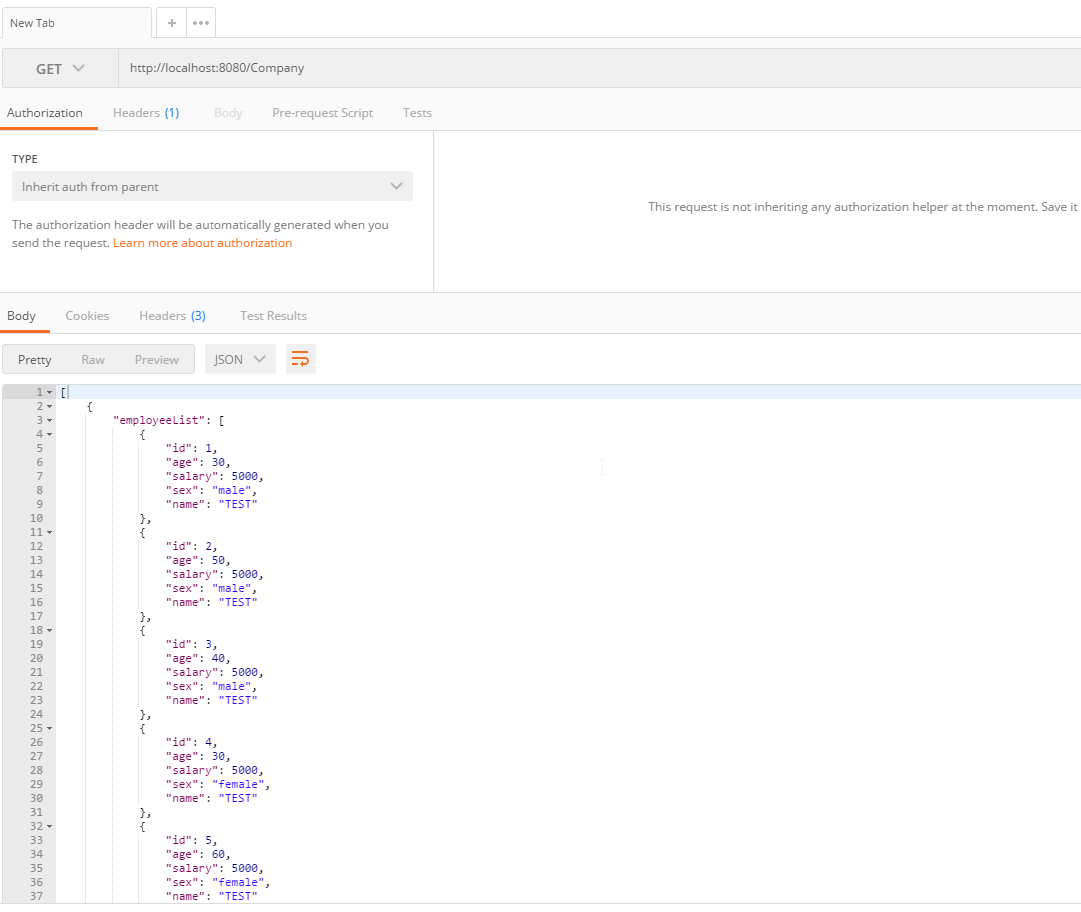 New Tab + •••
GET http://localhost:8080/Company
Authorization Headers (1) Body Pre-request Script Tests
TYPE
Inherit auth from parent
The authorization header will be automatically generated when you
send the request. Learn more about authorization
This request is not inheriting any authorization helper at the moment. Save it
Body Cookies Headers (3) Test Results
Pretty Raw Preview JSON
1 [
2 {
3 "employeeList": [
4 {
5 "id": 1,
6 "age": 30,
7 "salary": 5000,
8 "sex": "male",
9 "name": "TEST"
10 },
11 {
12 "id": 2,
13 "age": 50,
14 "salary": 5000,
15 "sex": "male",
16 "name": "TEST"
17 },
18 {
19 "id": 3,
20 "age": 40,
21 "salary": 5000,
22 "sex": "male",
23 "name": "TEST"
24 },
25 {
26 "id": 4,
27 "age": 30,
28 "salary": 5000,
29 "sex": "female",
30 "name": "TEST"
31 },
32 {
33 "id": 5,
34 "age": 60,
35 "salary": 5000,
36 "sex": "female",
37 "name": "TEST"